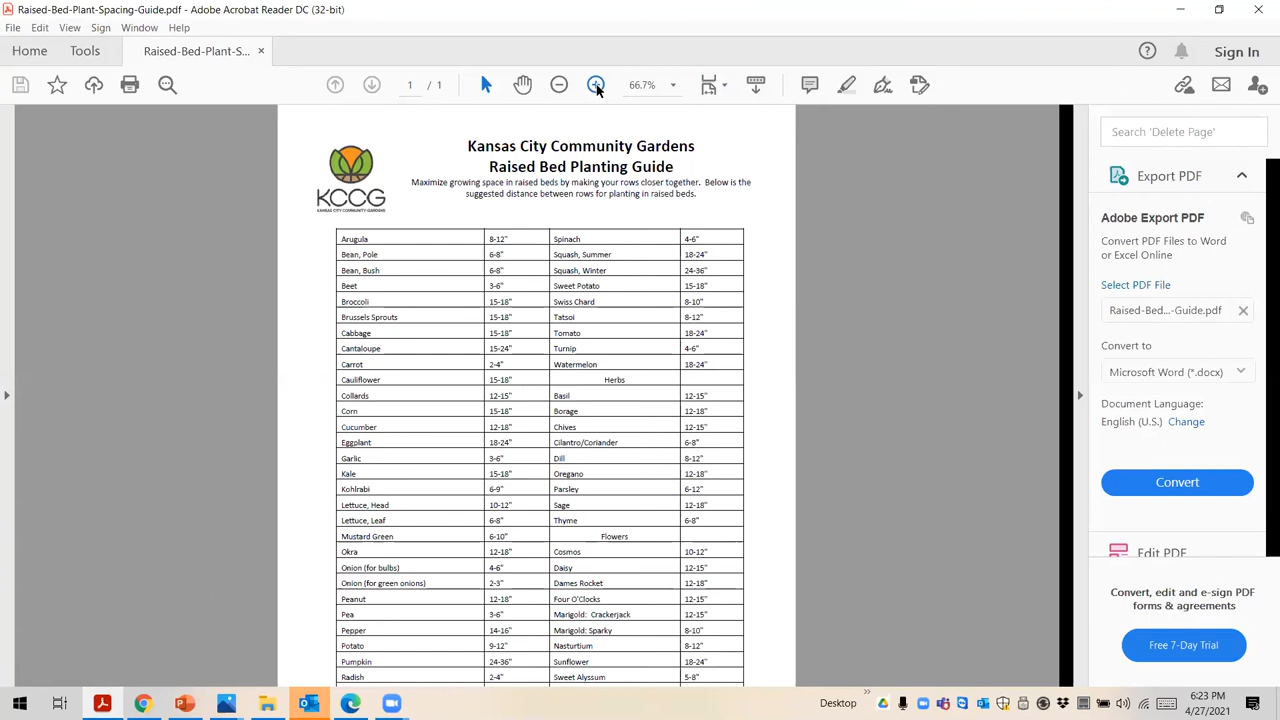 Raised-Bed-Plant-Spacing-Guide.pdf - Adobe Acrobat Reader DC (32-bit)
File Edit View Sign Window Help
Home Tools Raised-Bed-Plant-S... × Sign In
1 / 1 66.7%
KCCG
KANSAS CITY COMMUNITY GARDENS
Kansas City Community Gardens
Raised Bed Planting Guide
Maximize growing space in raised beds by making your rows closer together. Below is the
suggested distance between rows for planting in raised beds.
Arugula 8-12" Spinach 4-6"
Bean, Pole 6-8" Squash, Summer 18-24"
Bean, Bush 6-8" Squash, Winter 24-36"
Beet 3-6" Sweet Potato 15-18"
Broccoli 15-18" Swiss Chard 8-10"
Brussels Sprouts 15-18" Tatsoi 8-12"
Cabbage 15-18" Tomato 18-24"
Cantaloupe 15-24" Turnip 4-6"
Carrot 2-4" Watermelon 18-24"
Cauliflower 15-18" Herbs
Collards 12-15" Basil 12-15"
Corn 15-18" Borage 12-18"
Cucumber 12-18" Chives 12-15"
Eggplant 18-24" Cilantro/Coriander 6-8"
Garlic 3-6" Dill 8-12"
Kale 15-18" Oregano 12-18"
Kohlrabi 6-9" Parsley 6-12"
Lettuce, Head 10-12" Sage 12-18"
Lettuce, Leaf 6-8" Thyme 6-8"
Mustard Green 6-10" Flowers
Okra 12-18" Cosmos 10-12"
Onion (for bulbs) 4-6" Daisy 12-15"
Onion (for green onions) 2-3" Dames Rocket 12-18"
Peanut 12-18" Four O'Clocks 12-15"
Pea 3-6" Marigold: Crackerjack 12-15"
Pepper 14-16" Marigold: Sparky 8-10"
Potato 9-12" Nasturtium 8-12"
Pumpkin 24-36" Sunflower 18-24"
Radish 2-4" Sweet Alyssum 5-8"
Search 'Delete Page'
Export PDF
Adobe Export PDF
Convert PDF Files to Word
or Excel Online
Select PDF File
Raised-Bed...-Guide.pdf ×
Convert to
Microsoft Word (*.docx)
Document Language:
English (U.S.) Change
Convert
Edit PDF
Convert, edit and e-sign PDF
forms & agreements
Free 7-Day Trial
Desktop
6:23 PM
4/27/2021